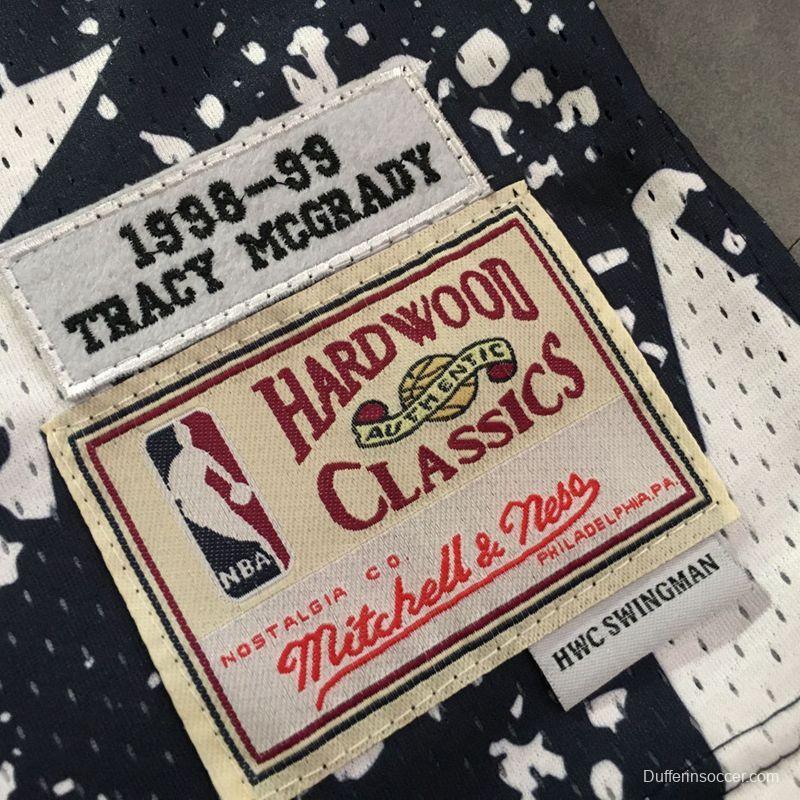 1998-99
TRACY MCGRADY
HARDWOOD
AUTHENTIC
CLASSICS
NBA
NOSTALGIA CO.
Mitchell & Ness
PHILADELPHIA, PA.
HWC SWINGMAN
Dufferinsoccer.com